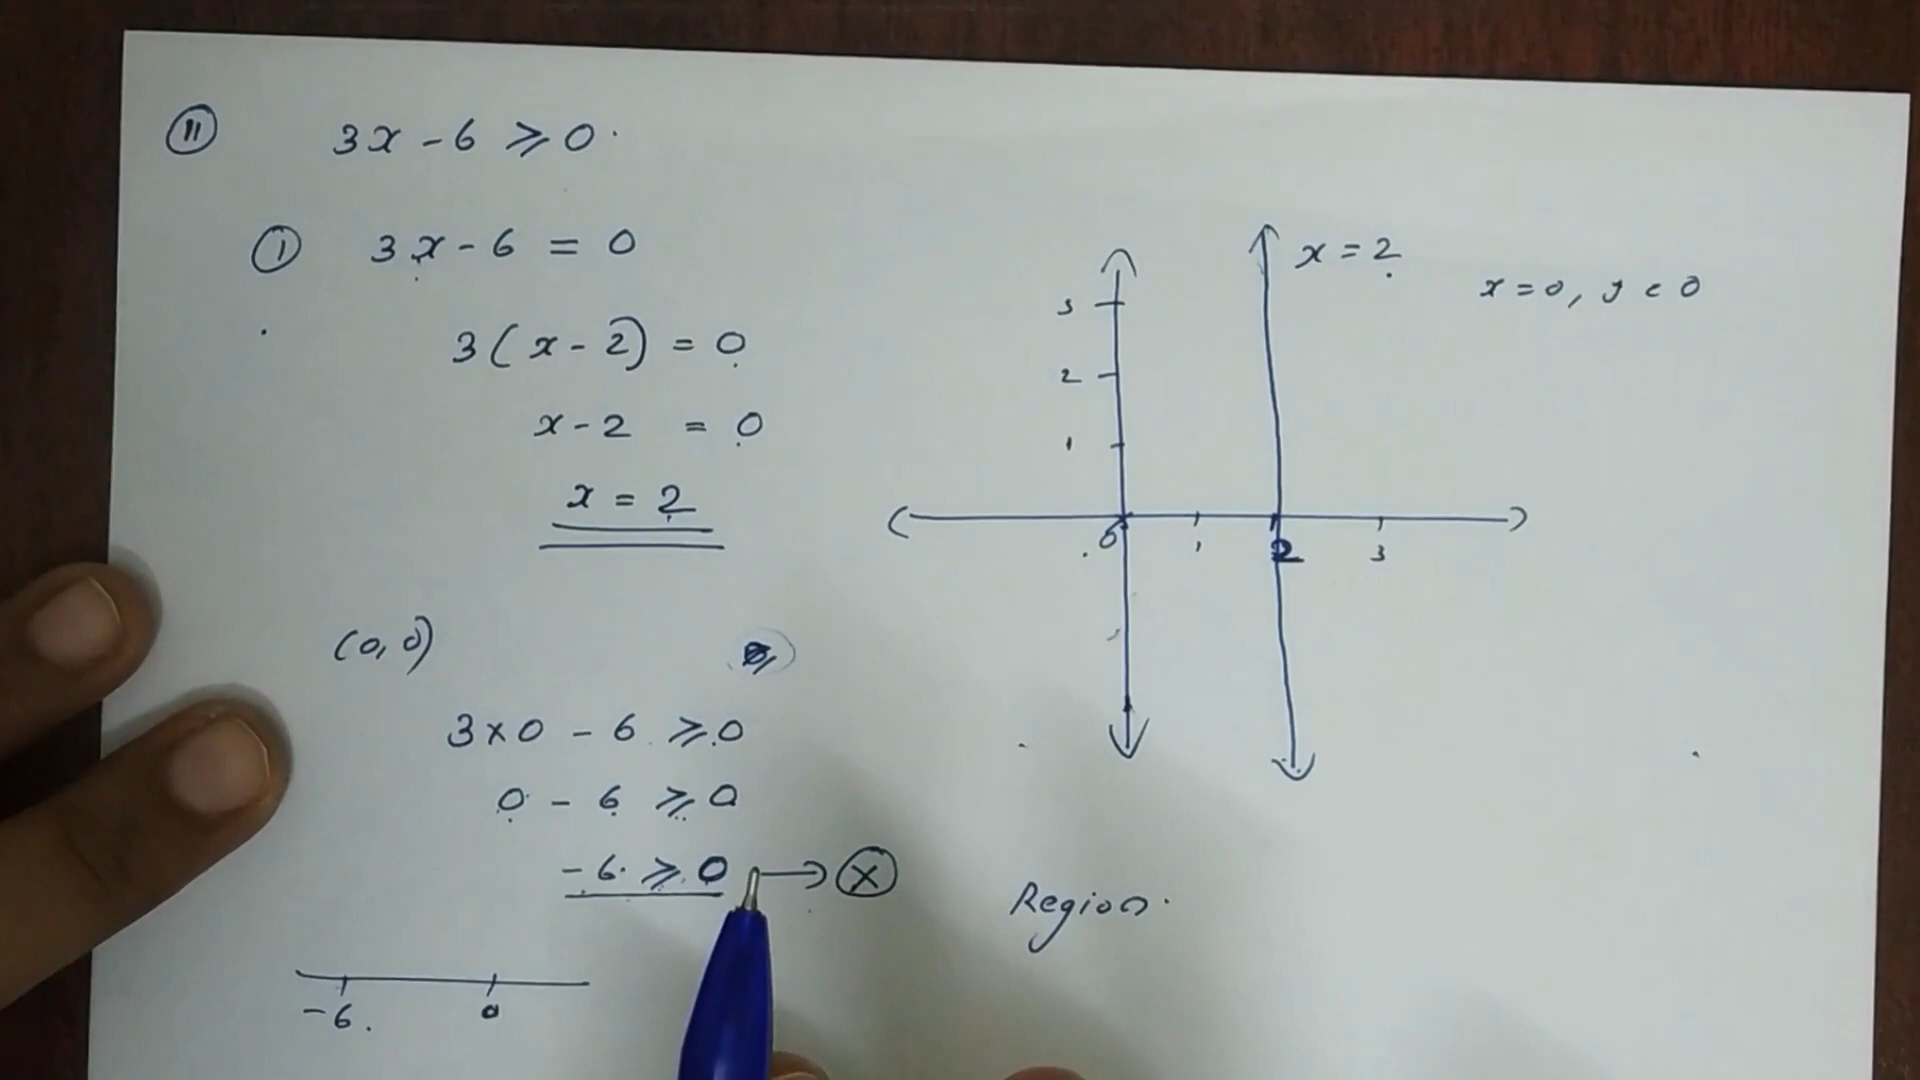 (11) 3x - 6 ≥ 0.
(1) 3x - 6 = 0
3(x - 2) = 0
x - 2 = 0
x = 2
(0, 0)
3 × 0 - 6 ≥ 0
0 - 6 ≥ 0
-6 ≥ 0 → (X)
-6. 0
x = 2
x = 0, y c 0
3
2
1
0 1 2 3
Region.